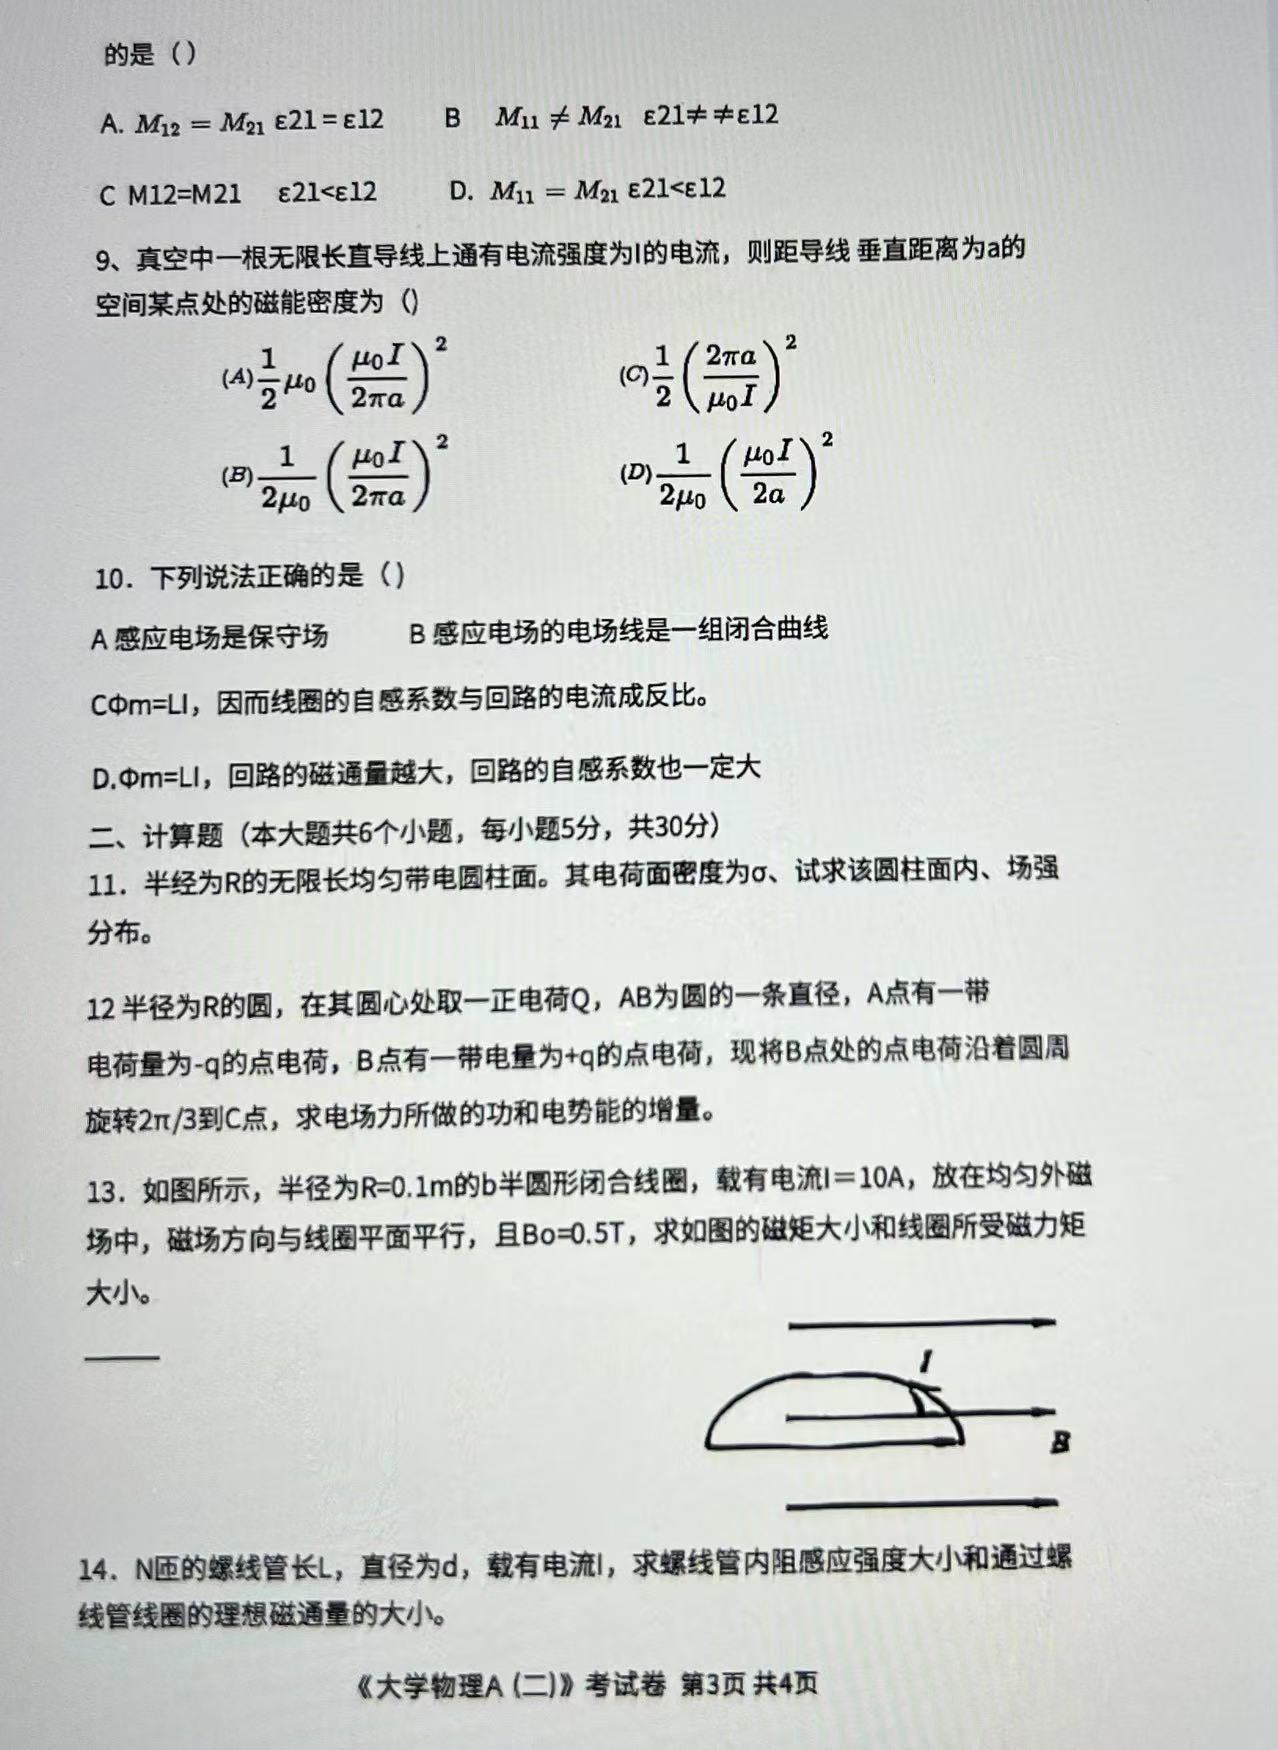 的是（）
A. M₁₂ = M₂₁ ε21=ε12 B M₁₁ ≠ M₂₁ ε21≠≠ε12
C M12=M21 ε21<ε12 D. M₁₁ = M₂₁ ε21<ε12
9、真空中一根无限长直导线上通有电流强度为I的电流，则距导线 垂直距离为a的
空间某点处的磁能密度为（）
(A) \frac{1}{2} μ₀ (\frac{μ₀I}{2πa})² (C) \frac{1}{2} (\frac{2πa}{μ₀I})²
(B) \frac{1}{2μ₀} (\frac{μ₀I}{2πa})² (D) \frac{1}{2μ₀} (\frac{μ₀I}{2a})²
10．下列说法正确的是（）
A 感应电场是保守场 B 感应电场的电场线是一组闭合曲线
CΦm=LI，因而线圈的自感系数与回路的电流成反比。
D.Φm=LI，回路的磁通量越大，回路的自感系数也一定大
二、计算题（本大题共6个小题，每小题5分，共30分）
11．半经为R的无限长均匀带电圆柱面。其电荷面密度为σ、试求该圆柱面内、场强
分布。
12 半径为R的圆，在其圆心处取一正电荷Q，AB为圆的一条直径，A点有一带
电荷量为-q的点电荷，B点有一带电量为+q的点电荷，现将B点处的点电荷沿着圆周
旋转2π/3到C点，求电场力所做的功和电势能的增量。
13．如图所示，半径为R=0.1m的b半圆形闭合线圈，载有电流I＝10A，放在均匀外磁
场中，磁场方向与线圈平面平行，且Bo=0.5T，求如图的磁矩大小和线圈所受磁力矩
大小。
I
B
14．N匝的螺线管长L，直径为d，载有电流I，求螺线管内阻感应强度大小和通过螺
线管线圈的理想磁通量的大小。
《大学物理A (二)》考试卷 第3页 共4页